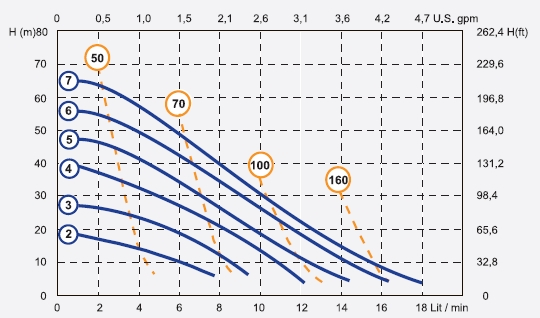 0 0,5 1,0 1,5 2,1 2,6 3,1 3,6 4,2 4,7 U.S. gpm
H (m) 80 262,4 H(ft)
50
70 229,6
7
60 70 196,8
6
50 164,0
5
40 100 131,2
4
160
30 98,4
3
20 65,6
2
10 32,8
0 0
0 2 4 6 8 10 12 14 16 18 Lit / min